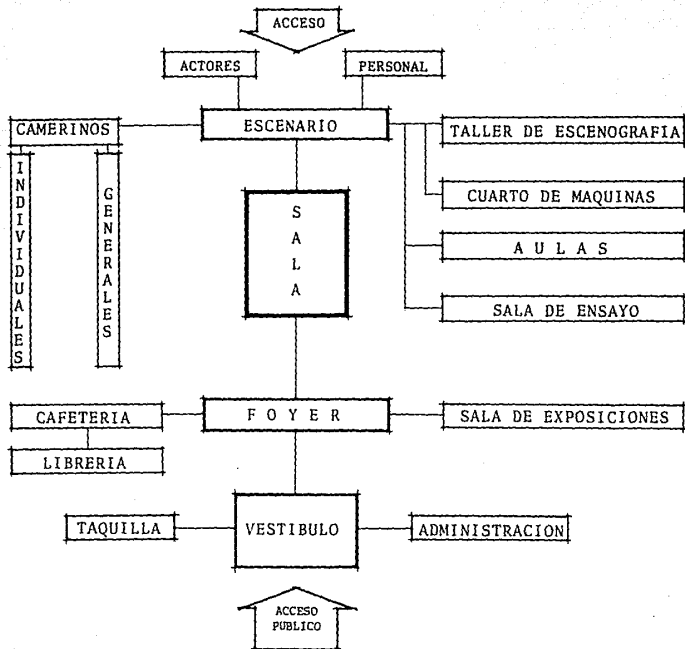 ACCESO
ACTORES
PERSONAL
CAMERINOS
ESCENARIO
TALLER DE ESCENOGRAFIA
INDIVIDUALES
GENERALES
SALA
CUARTO DE MAQUINAS
A U L A S
SALA DE ENSAYO
CAFETERIA
F O Y E R
SALA DE EXPOSICIONES
LIBRERIA
TAQUILLA
VESTIBULO
ADMINISTRACION
ACCESO
PUBLICO